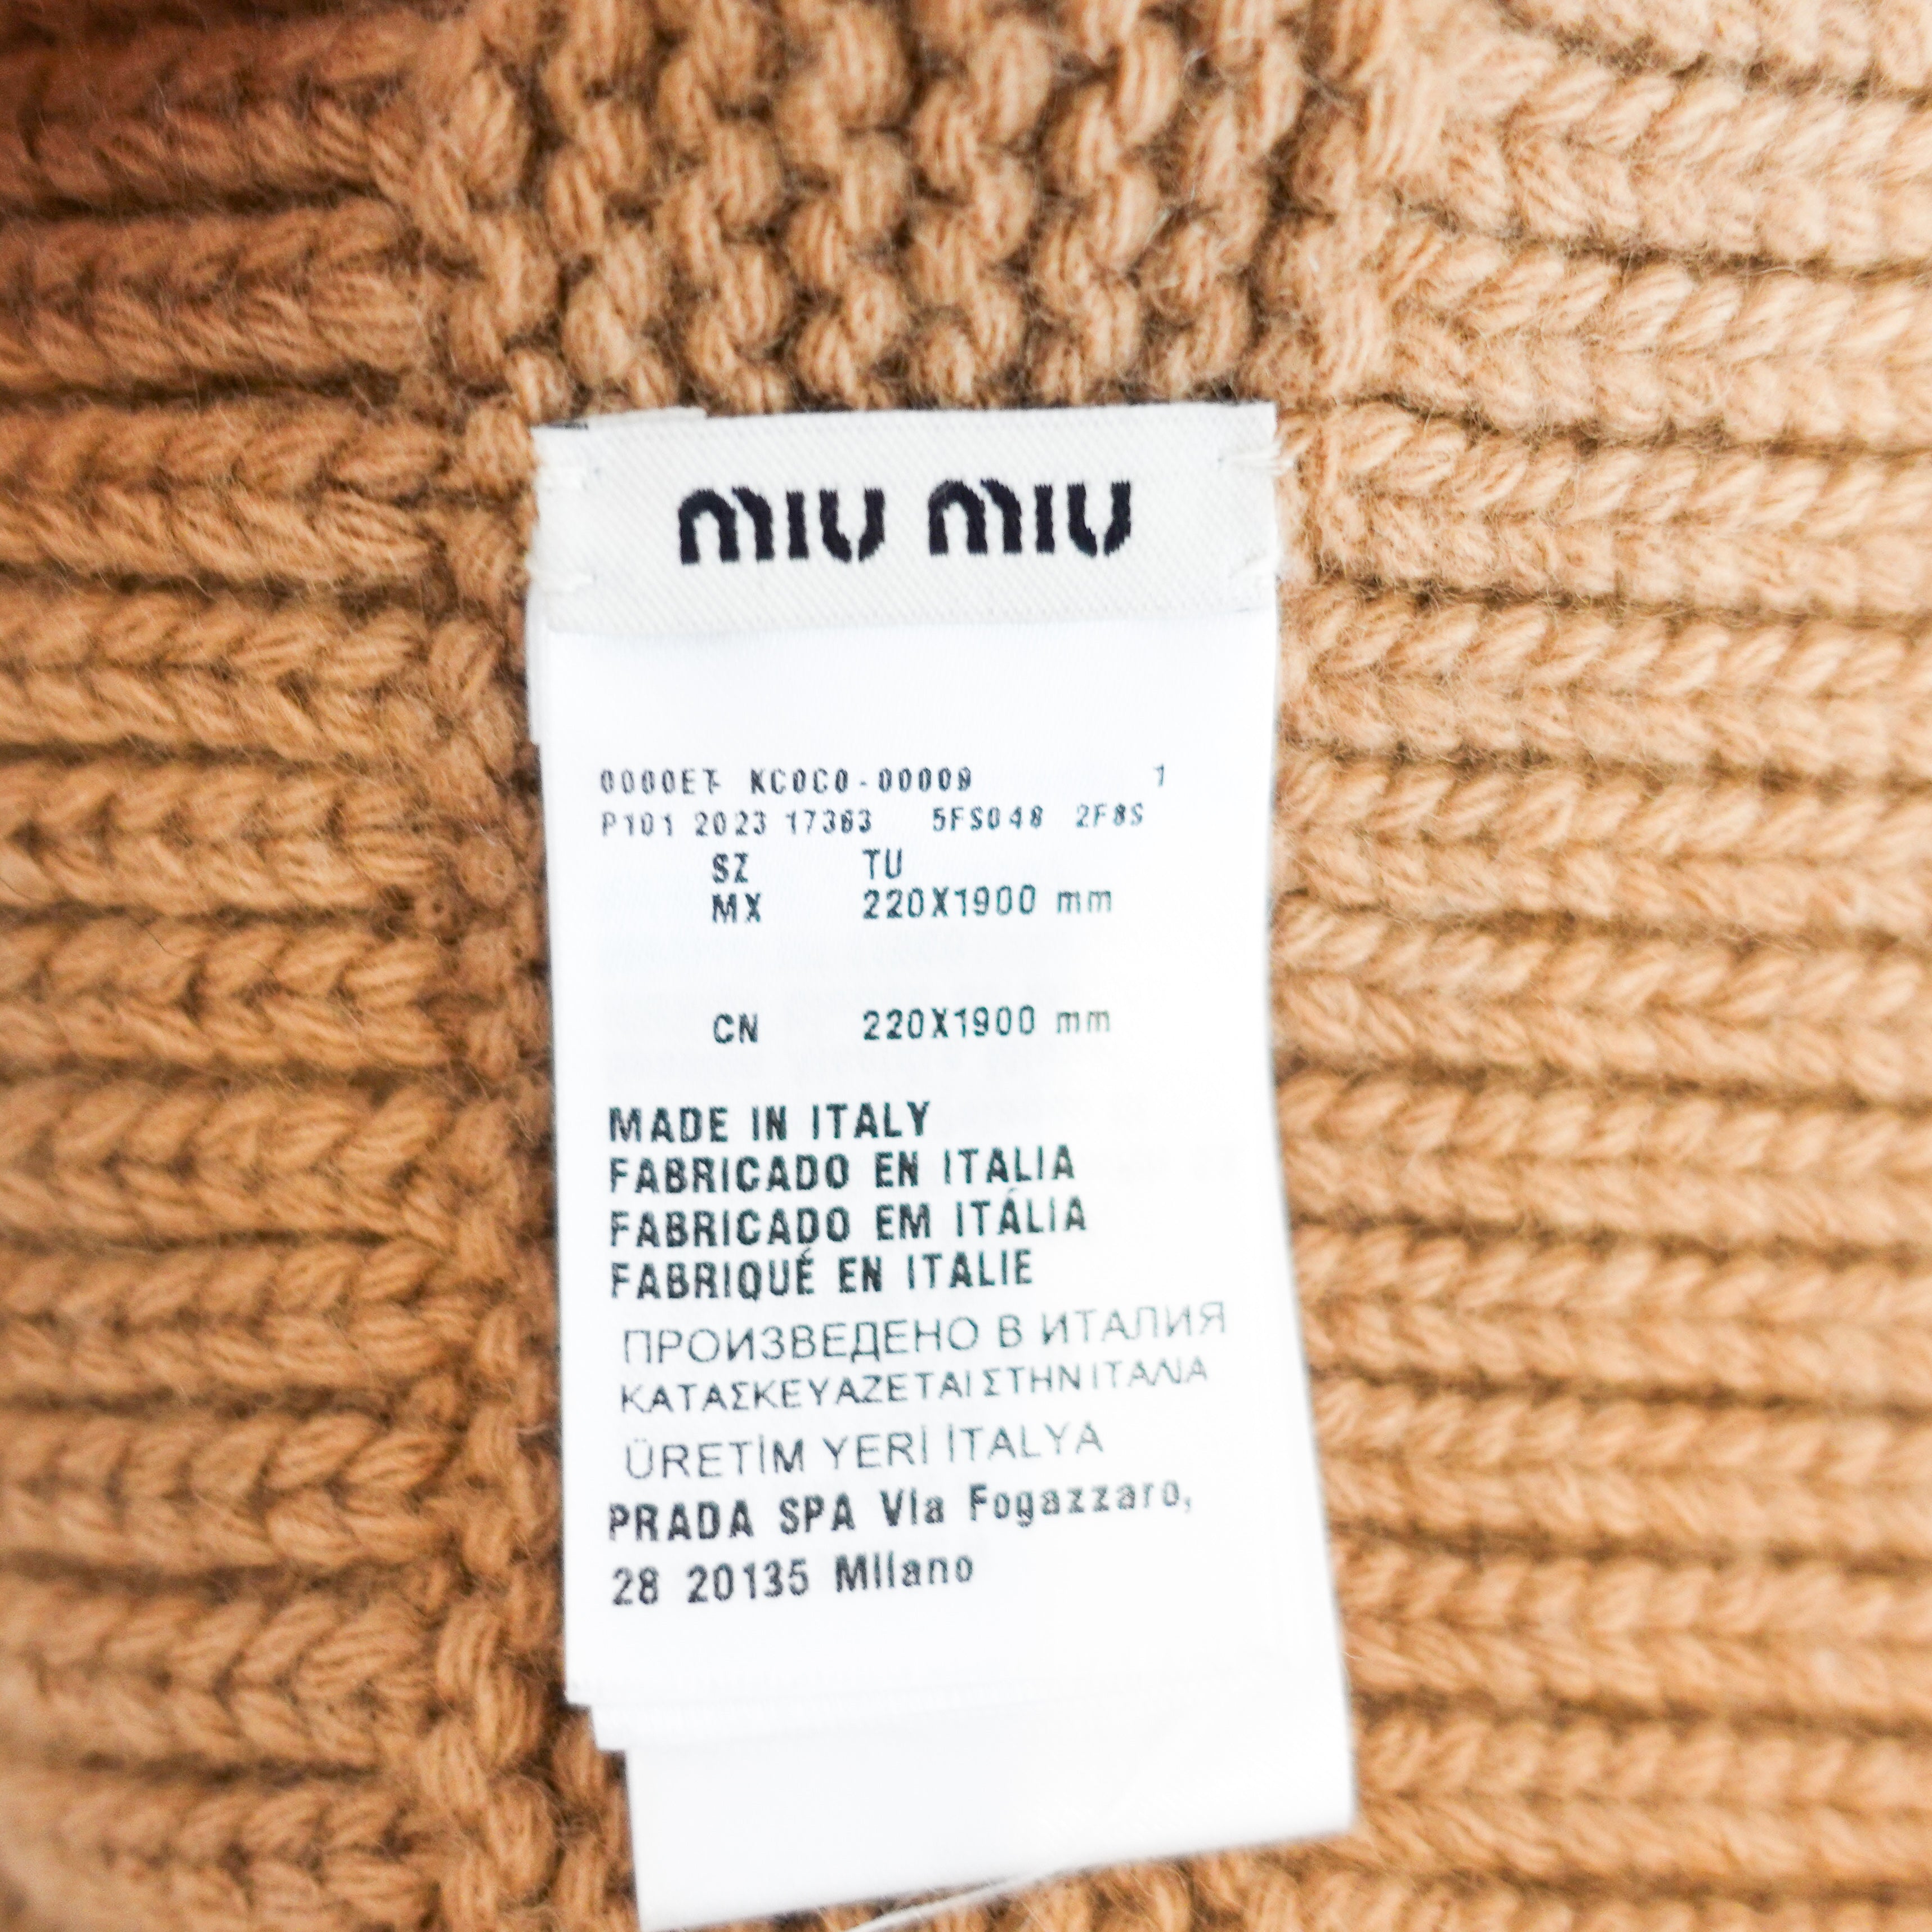 MIU MIU
0000ET KC0C0-00009 1
P101 2023 17363 5FS048 2F8S
SZ TU
MX 220X1900 mm
CN 220X1900 mm
MADE IN ITALY
FABRICADO EN ITALIA
FABRICADO EM ITÁLIA
FABRIQUÉ EN ITALIE
ПРОИЗВЕДЕНО В ИТАЛИЯ
ΚΑΤΑΣΚΕΥΑΖΕΤΑΙ ΣΤΗΝ ΙΤΑΛΙΑ
ÜRETİM YERİ İTALYA
PRADA SPA Via Fogazzaro,
28 20135 Milano